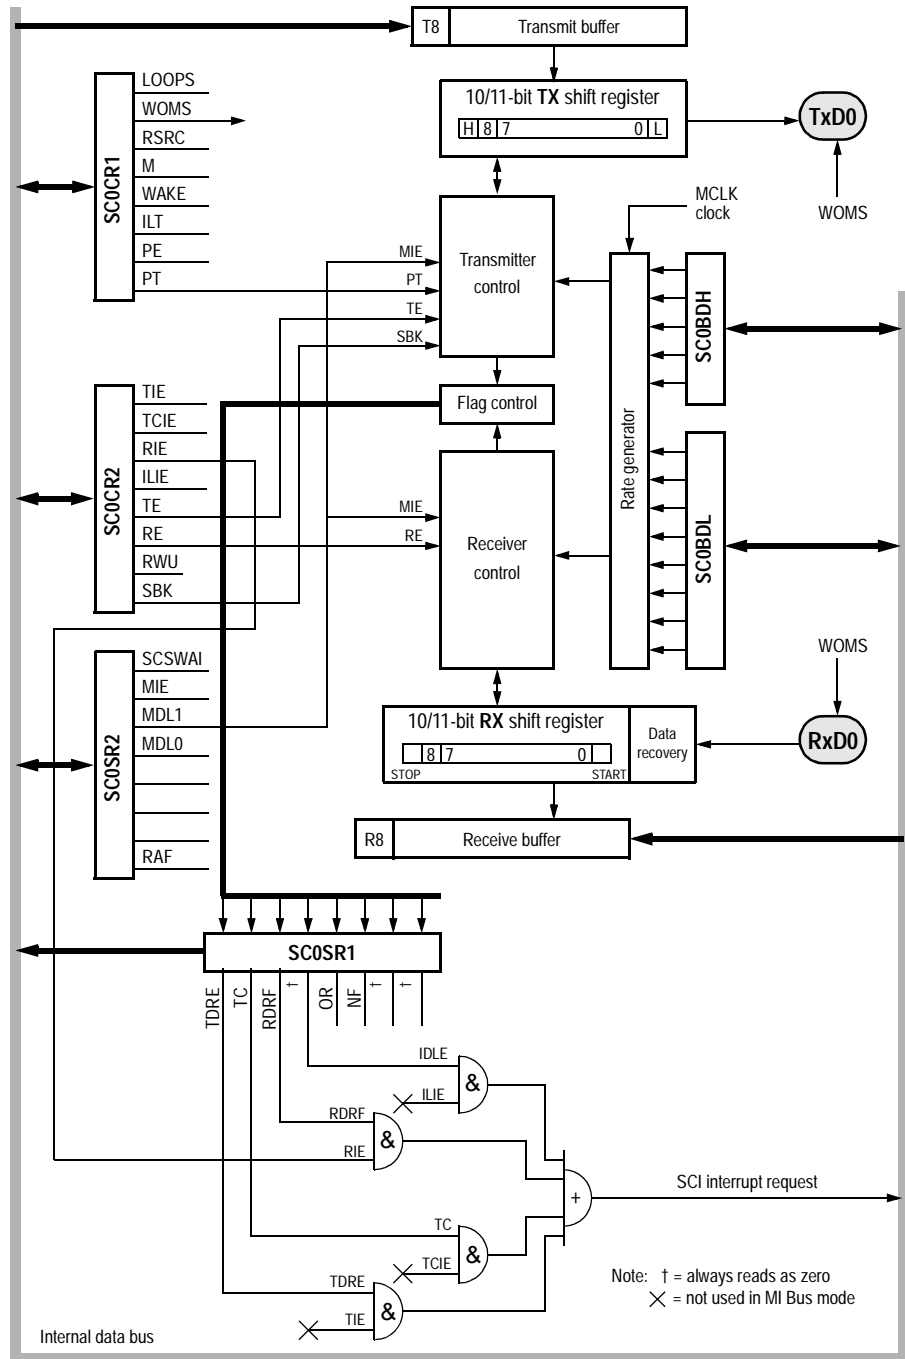 T8
Transmit buffer
10/11-bit TX shift register
H 8 7 0 L
TxD0
WOMS
MCLK
clock
SC0CR1
LOOPS
WOMS
RSRC
M
WAKE
ILT
PE
PT
MIE
PT
TE
SBK
Transmitter
control
SC0BDH
Flag control
Rate generator
SC0CR2
TIE
TCIE
RIE
ILIE
TE
RE
RWU
SBK
MIE
RE
Receiver
control
SC0BDL
SC0SR2
SCSWAI
MIE
MDL1
MDL0
RAF
WOMS
RxD0
10/11-bit RX shift register
8 7 0
STOP
START
Data
recovery
R8
Receive buffer
SC0SR1
TDRE
TC
RDRF
†
OR
NF
†
†
IDLE
ILIE
&
RDRF
RIE
&
+
SCI interrupt request
TC
TCIE
&
TDRE
TIE
&
Note: † = always reads as zero
= not used in MI Bus mode
Internal data bus